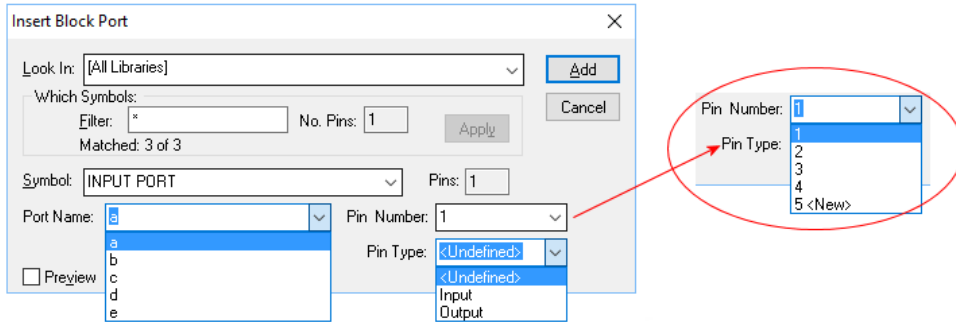 Insert Block Port
Look In: [All Libraries]
Add
Which Symbols:
Filter: *
No. Pins: 1
Apply
Matched: 3 of 3
Cancel
Symbol: INPUT PORT
Pins: 1
Port Name: a
a
b
c
d
e
Pin Number: 1
Pin Type: <Undefined>
<Undefined>
Input
Output
Preview
Pin Number: 1
1
2
3
4
5 <New>
Pin Type: